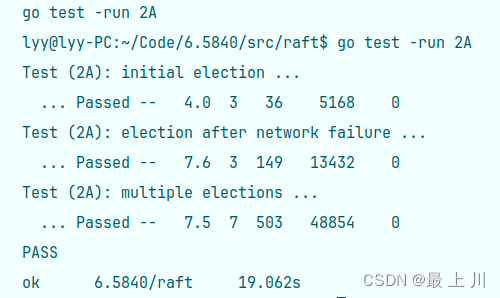 go test -run 2A
lyy@lyy-PC:~/Code/6.5840/src/raft$ go test -run 2A
Test (2A): initial election ...
  ... Passed --   4.0  3   36    5168    0
Test (2A): election after network failure ...
  ... Passed --   7.6  3  149   13432    0
Test (2A): multiple elections ...
  ... Passed --   7.5  7  503   48854    0
PASS
ok      6.5840/raft     19.062s
CSDN @最 上 川